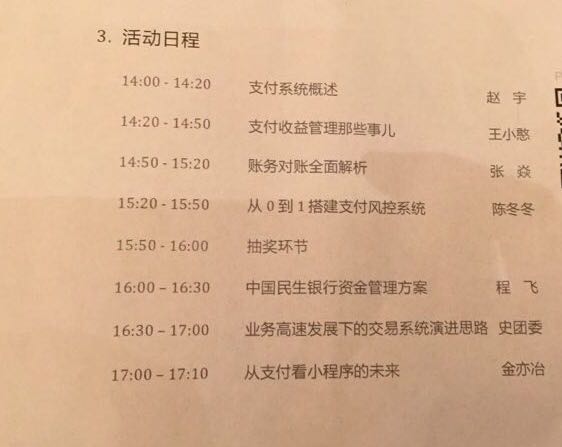 3. 活动日程
14:00 - 14:20 支付系统概述 赵 宇
14:20 - 14:50 支付收益管理那些事儿 王小憨
14:50 - 15:20 账务对账全面解析 张 焱
15:20 - 15:50 从 0 到 1 搭建支付风控系统 陈冬冬
15:50 - 16:00 抽奖环节
16:00 – 16:30 中国民生银行资金管理方案 程 飞
16:30 – 17:00 业务高速发展下的交易系统演进思路 史团委
17:00 – 17:10 从支付看小程序的未来 金亦冶